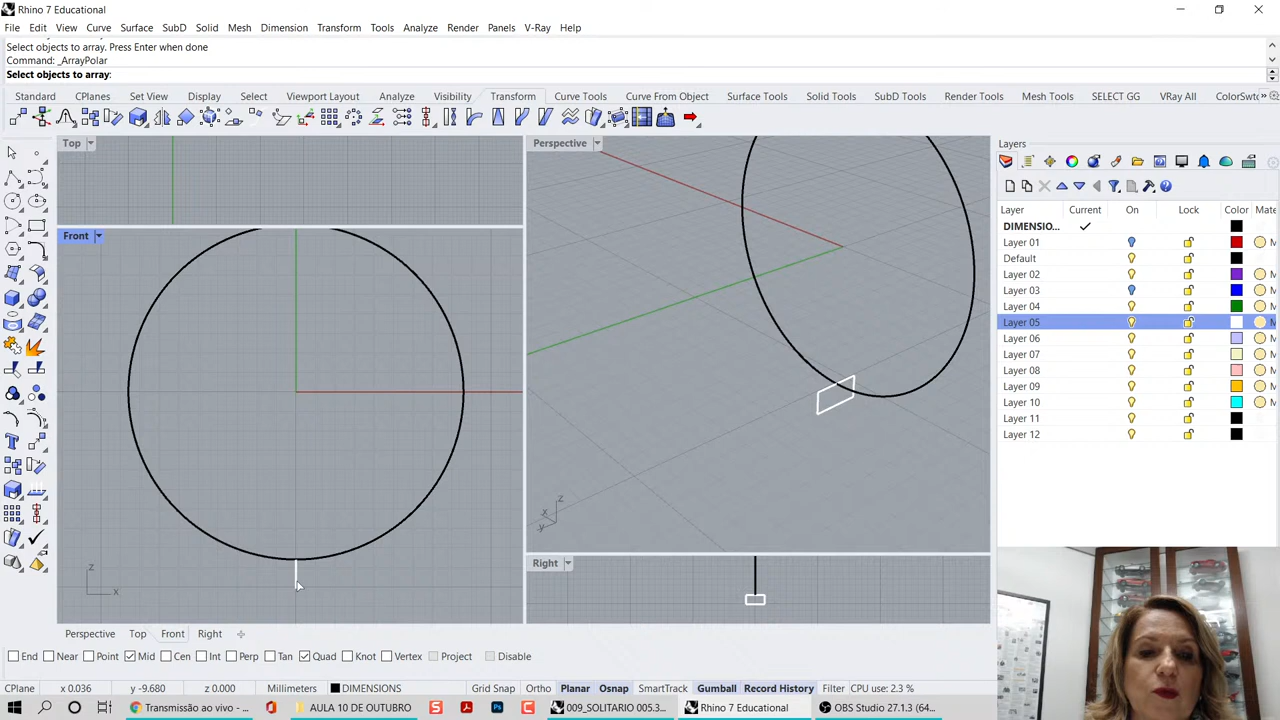 Rhino 7 Educational
File Edit View Curve Surface SubD Solid Mesh Dimension Transform Tools Analyze Render Panels V-Ray Help
Select objects to array. Press Enter when done
Command: _ArrayPolar
Select objects to array:
Standard CPlanes Set View Display Select Viewport Layout Analyze Visibility Transform Curve Tools Curve From Object Surface Tools Solid Tools SubD Tools Render Tools Mesh Tools SELECT GG VRay All ColorSwtc
Top
Perspective
Layers
Layer Current On Lock Color Mate
DIMENSIO...
Layer 01
Default
Layer 02
Layer 03
Layer 04
Layer 05
Layer 06
Layer 07
Layer 08
Layer 09
Layer 10
Layer 11
Layer 12
Front
z
x
z
x
y
Right
Perspective Top Front Right
End Near Point Mid Cen Int Perp Tan Quad Knot Vertex Project Disable
CPlane x 0.036 y -9.680 z 0.000 Millimeters DIMENSIONS Grid Snap Ortho Planar Osnap SmartTrack Gumball Record History Filter CPU use: 2.3 %
Transmissão ao vivo - ... AULA 10 DE OUTUBRO 009_SOLITARIO 005.3... Rhino 7 Educational OBS Studio 27.1.3 (64...